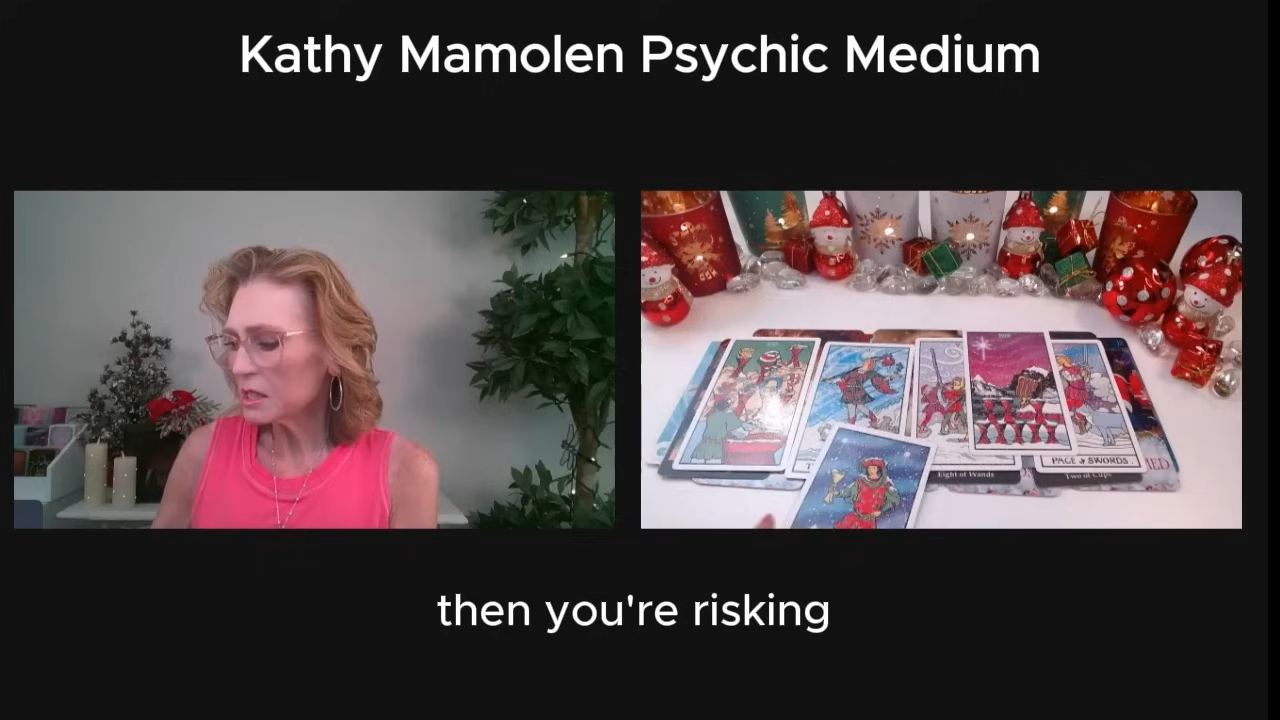 Kathy Mamolen Psychic Medium
PAGE of SWORDS.
Eight of Wands
Two of Cups
then you're risking